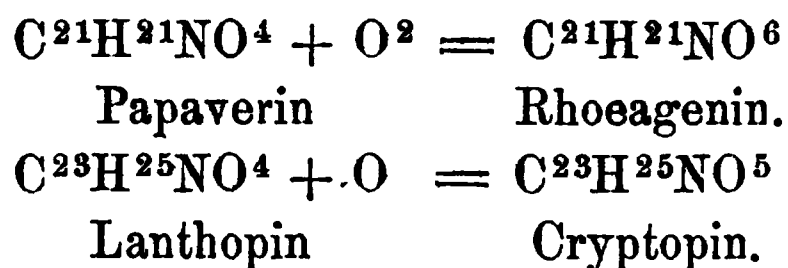 C²¹H²¹NO⁴ + O² = C²¹H²¹NO⁶
Papaverin Rhoeagenin.
C²³H²⁵NO⁴ + O = C²³H²⁵NO⁵
Lanthopin Cryptopin.